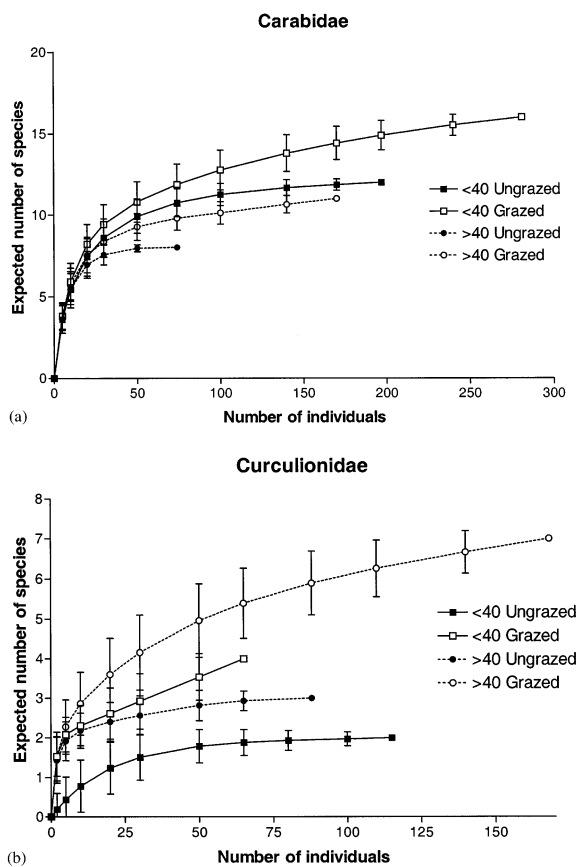 Carabidae
20
15
10
5
0
Expected number of species
<40 Ungrazed
<40 Grazed
>40 Ungrazed
>40 Grazed
0 50 100 150 200 250 300
(a)
Number of individuals
Curculionidae
8
7
6
5
4
3
2
1
0
Expected number of species
<40 Ungrazed
<40 Grazed
>40 Ungrazed
>40 Grazed
0 25 50 75 100 125 150
(b)
Number of individuals